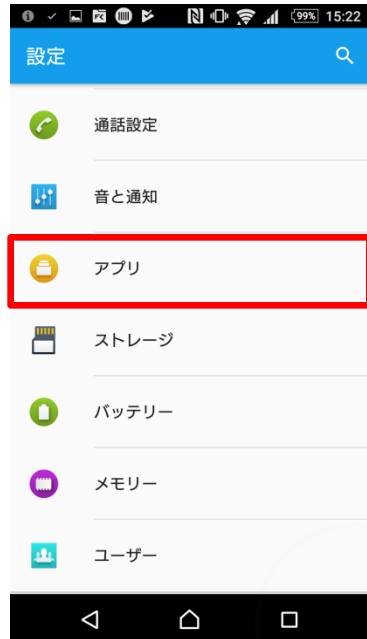 99% 15:22
設定
通話設定
音と通知
アプリ
ストレージ
バッテリー
メモリー
ユーザー